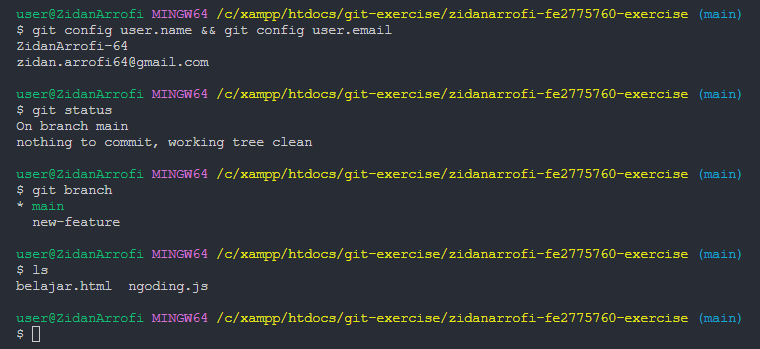 user@ZidanArrofi MINGW64 /c/xampp/htdocs/git-exercise/zidanarrofi-fe2775760-exercise (main)
$ git config user.name && git config user.email
ZidanArrofi-64
zidan.arrofi64@gmail.com
user@ZidanArrofi MINGW64 /c/xampp/htdocs/git-exercise/zidanarrofi-fe2775760-exercise (main)
$ git status
On branch main
nothing to commit, working tree clean
user@ZidanArrofi MINGW64 /c/xampp/htdocs/git-exercise/zidanarrofi-fe2775760-exercise (main)
$ git branch
* main
  new-feature
user@ZidanArrofi MINGW64 /c/xampp/htdocs/git-exercise/zidanarrofi-fe2775760-exercise (main)
$ ls
belajar.html  ngoding.js
user@ZidanArrofi MINGW64 /c/xampp/htdocs/git-exercise/zidanarrofi-fe2775760-exercise (main)
$